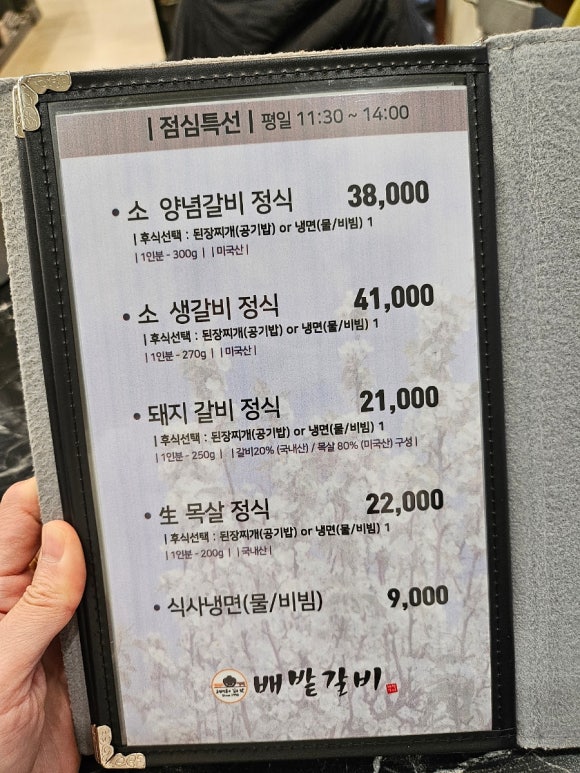 | 점심특선 | 평일 11:30 ~ 14:00
• 소 양념갈비 정식 38,000
| 후식선택 : 된장찌개(공기밥) or 냉면(물/비빔) 1
| 1인분 - 300g | | 미국산 |
• 소 생갈비 정식 41,000
| 후식선택 : 된장찌개(공기밥) or 냉면(물/비빔) 1
| 1인분 - 270g | | 미국산 |
• 돼지 갈비 정식 21,000
| 후식선택 : 된장찌개(공기밥) or 냉면(물/비빔) 1
| 1인분 - 250g | | 갈비20% (국내산) / 목살 80% (미국산) 구성 |
• 生 목살 정식 22,000
| 후식선택 : 된장찌개(공기밥) or 냉면(물/비빔) 1
| 1인분 - 200g | | 국내산 |
• 식사냉면(물/비빔) 9,000
배밭갈비